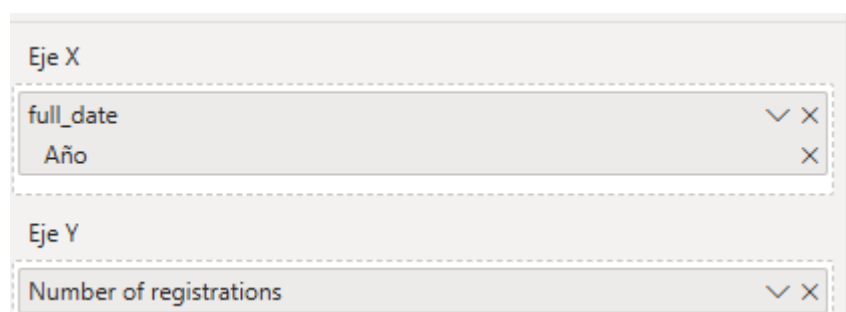 Eje X
full_date
Año
Eje Y
Number of registrations